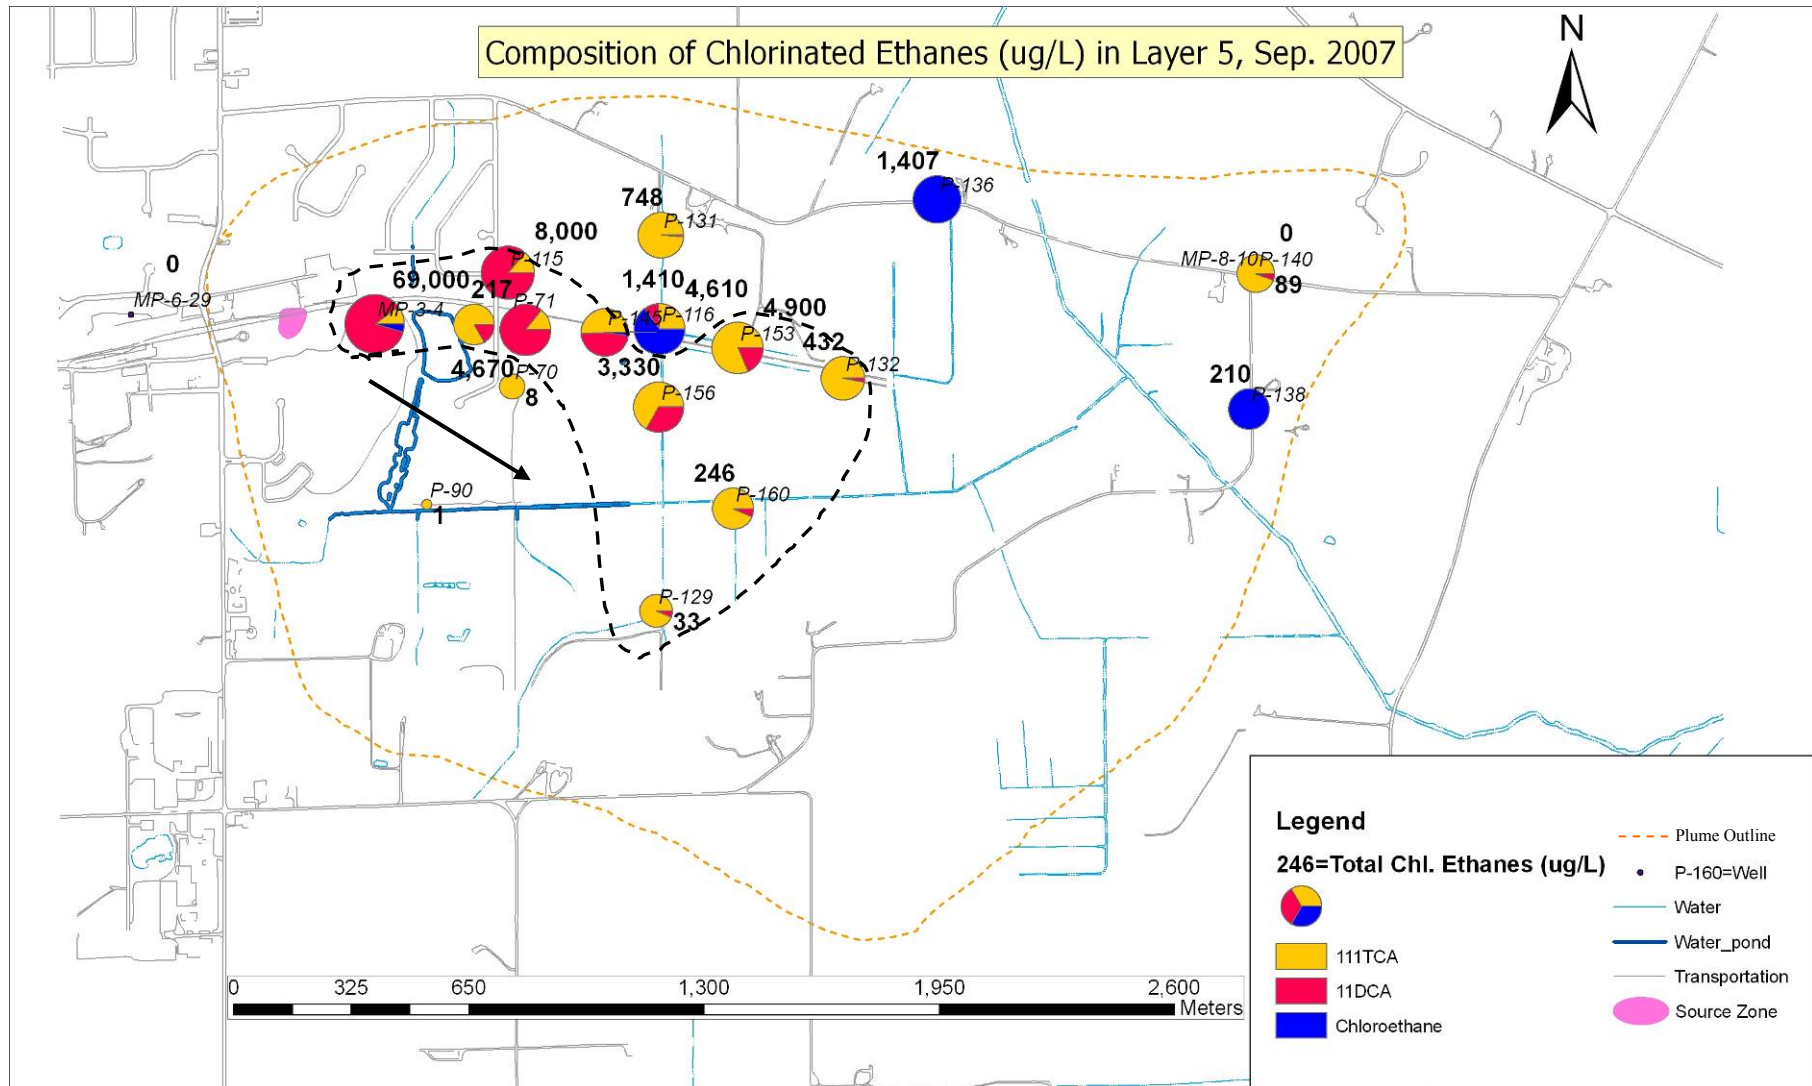 Composition of Chlorinated Ethanes (ug/L) in Layer 5, Sep. 2007
N
1,407
P-136
748
P-131
8,000
P-115
0
MP-6-29
69,000
MP-3-4
217
P-71
1,410
4,610
P-145
P-116
4,900
P-153
432
P-132
0
MP-8-10
P-140
89
4,670
P-70
8
3,330
P-156
210
P-138
246
P-160
P-90
1
P-129
33
Legend
246=Total Chl. Ethanes (ug/L)
111TCA
11DCA
Chloroethane
Plume Outline
P-160=Well
Water
Water_pond
Transportation
Source Zone
0 325 650 1,300 1,950 2,600
Meters